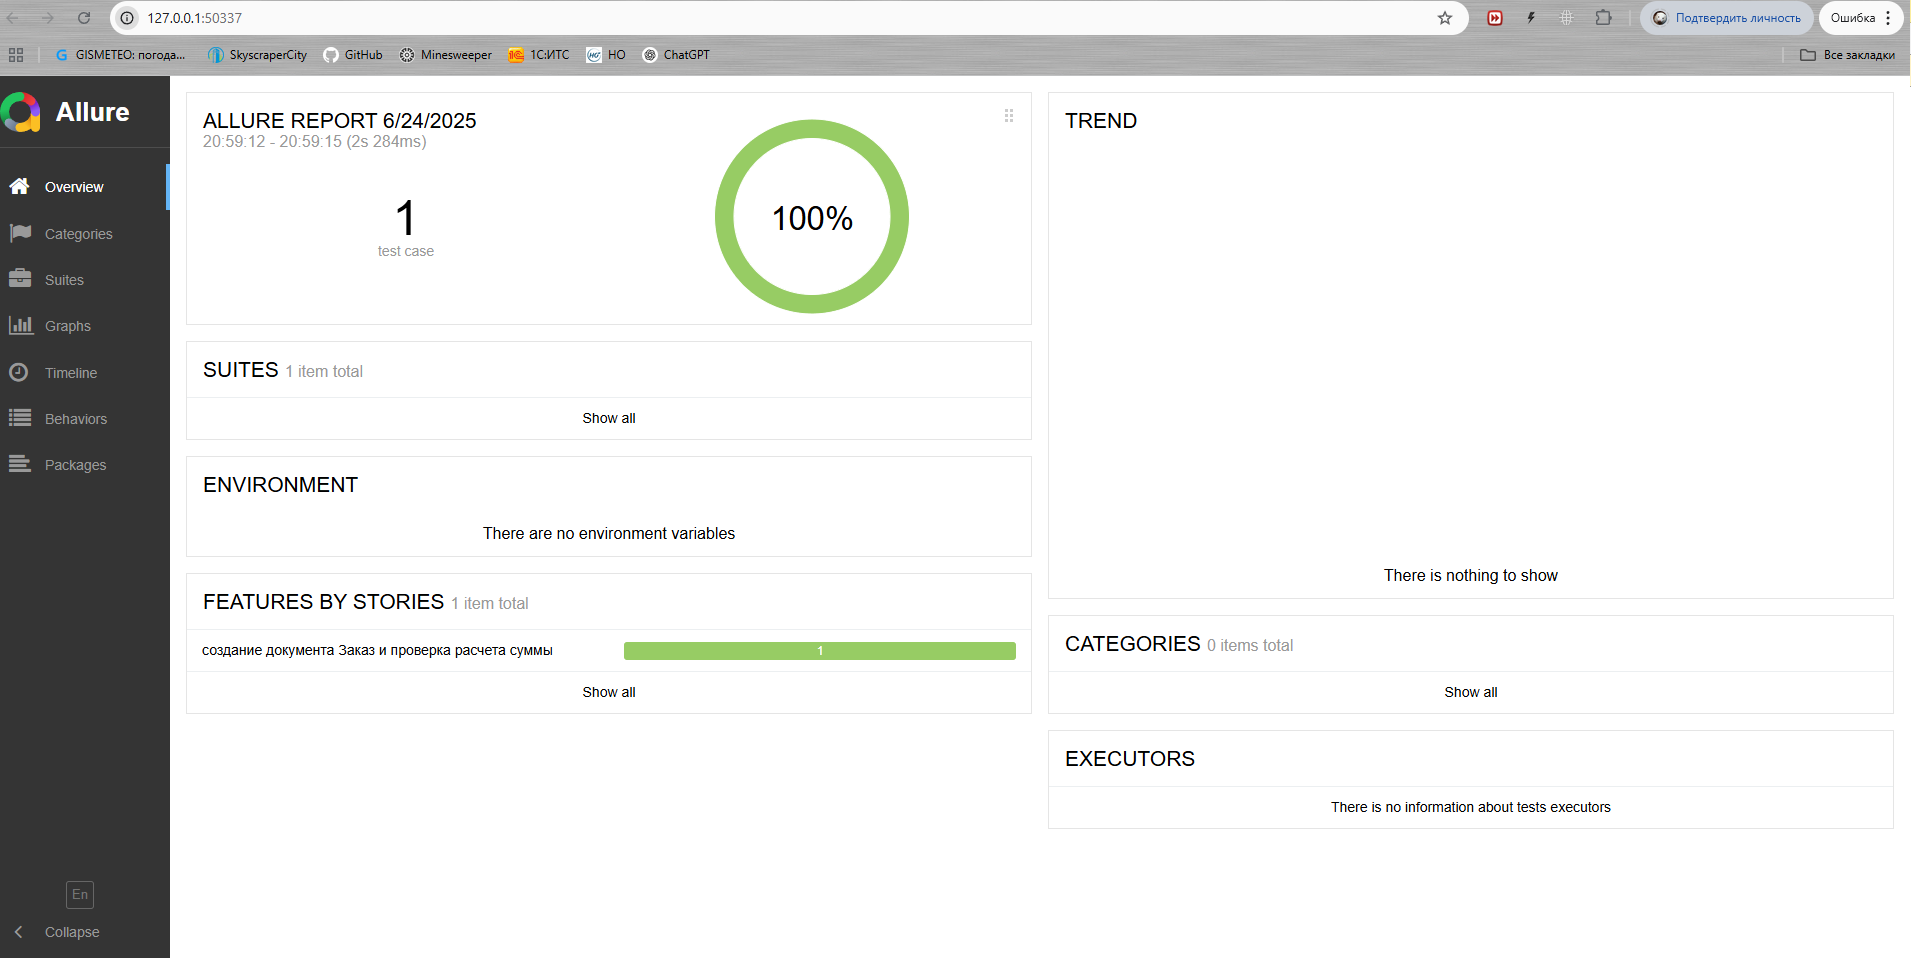 127.0.0.1:50337
Подтвердить личность
Ошибка
GISMETEO: погода...
SkyscraperCity
GitHub
Minesweeper
1С:ИТС
НО
ChatGPT
Все закладки
Allure
Overview
Categories
Suites
Graphs
Timeline
Behaviors
Packages
En
Collapse
ALLURE REPORT 6/24/2025
20:59:12 - 20:59:15 (2s 284ms)
1
test case
100%
SUITES 1 item total
Show all
ENVIRONMENT
There are no environment variables
FEATURES BY STORIES 1 item total
создание документа Заказ и проверка расчета суммы
1
Show all
TREND
There is nothing to show
CATEGORIES 0 items total
Show all
EXECUTORS
There is no information about tests executors